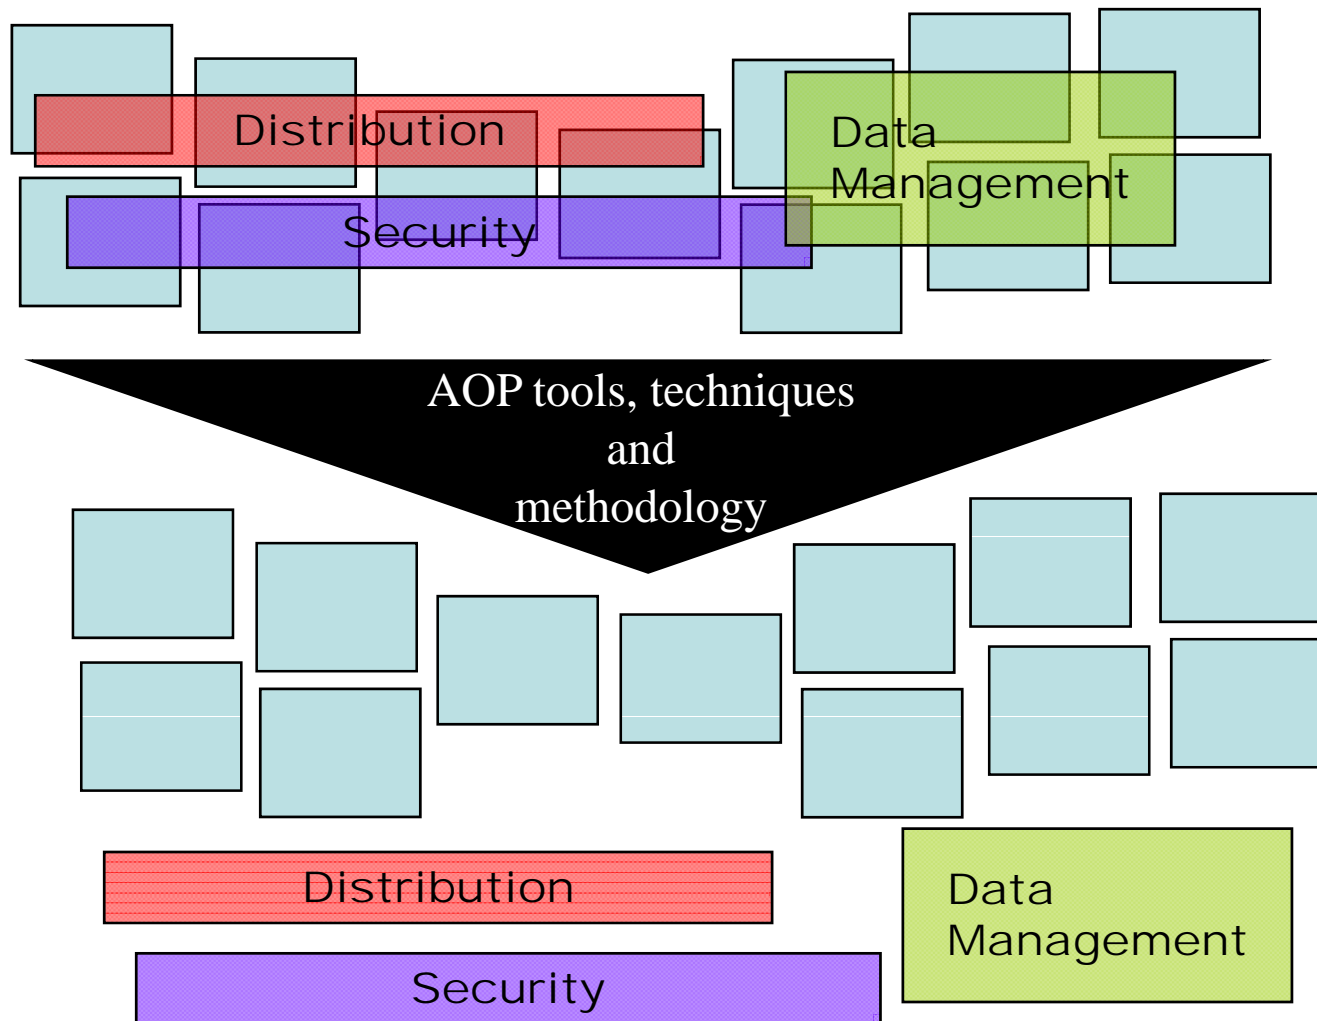 Distribution
Data
Management
Security
AOP tools, techniques
and
methodology
Distribution
Data
Management
Security